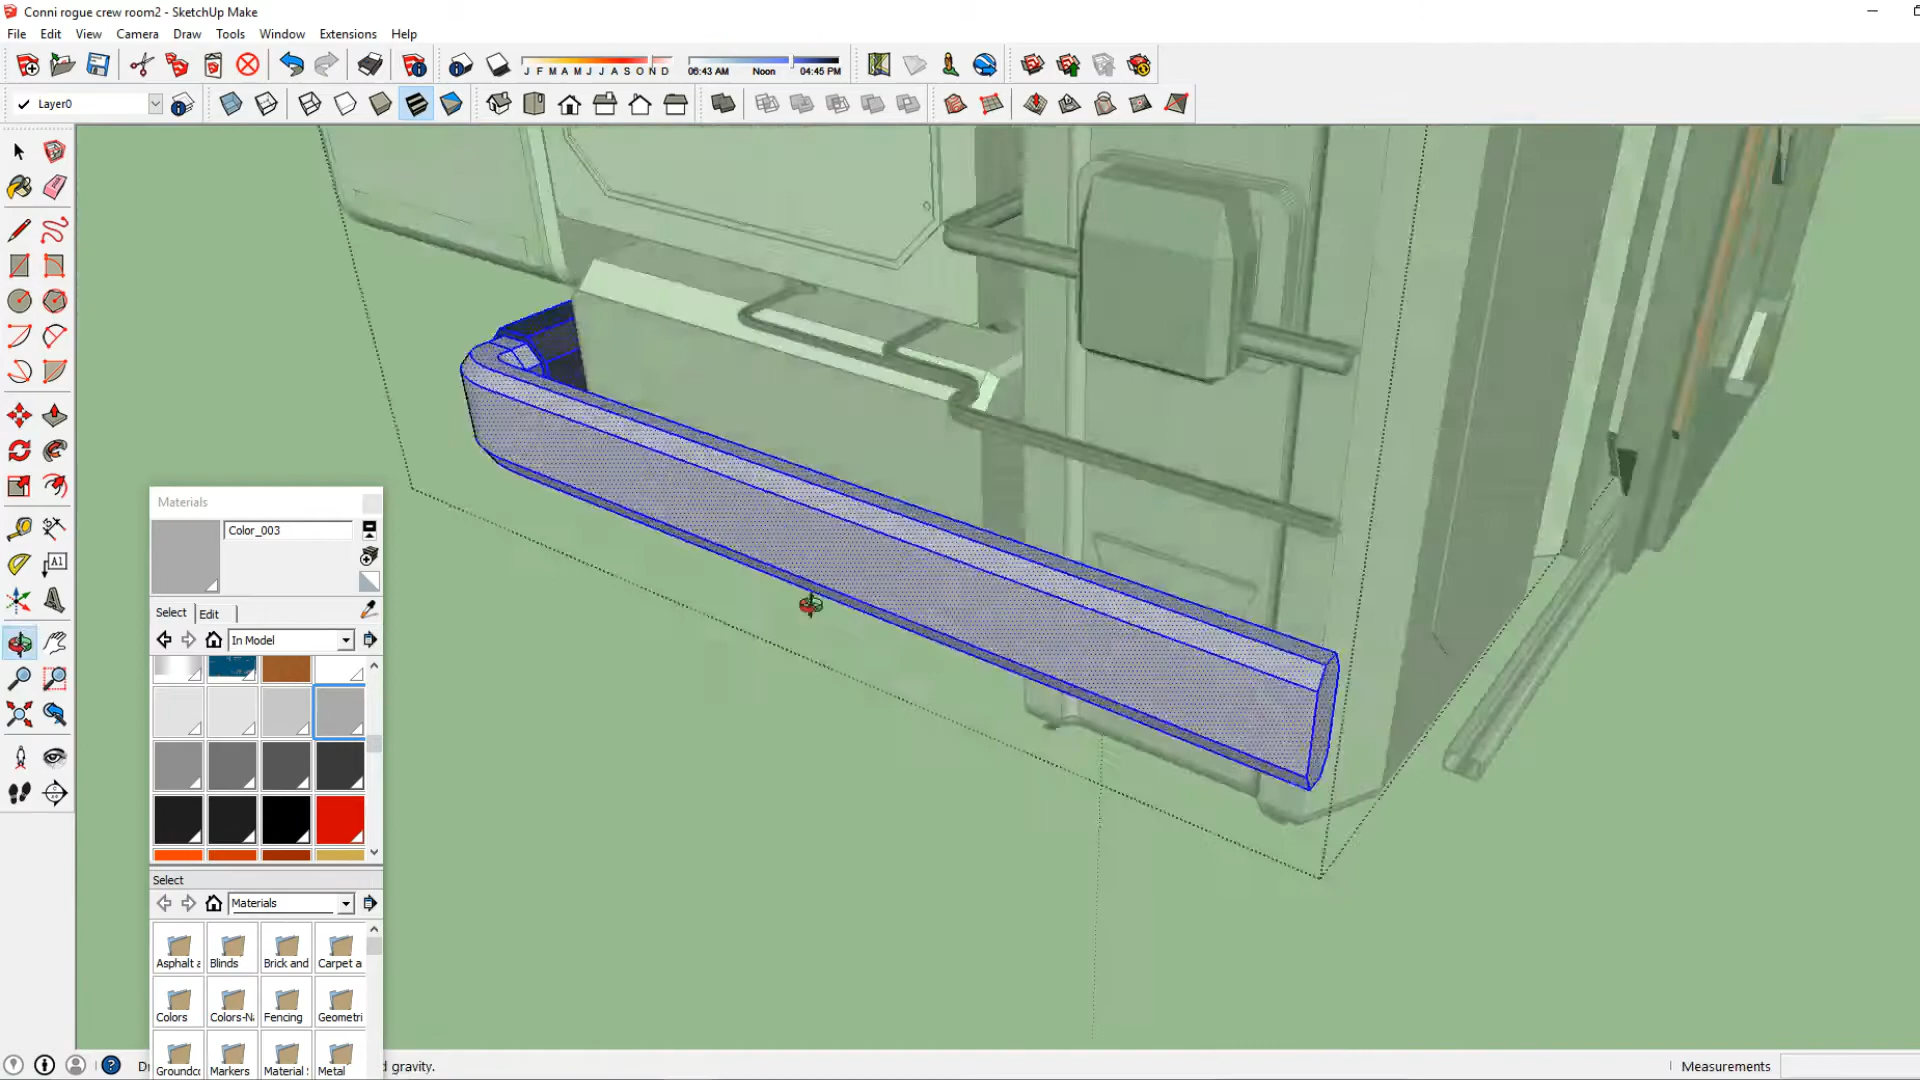 Conni rogue crew room2 - SketchUp Make
File Edit View Camera Draw Tools Window Extensions Help
J F M A M J J A S O N D 06:43 AM Noon 04:45 PM
Layer0
A1
Materials
Color_003
Select Edit
In Model
Select
Materials
Asphalt a Blinds Brick and Carpet a
Colors Colors-N Fencing Geometri
Groundc Markers Material Metal
gravity.
Measurements